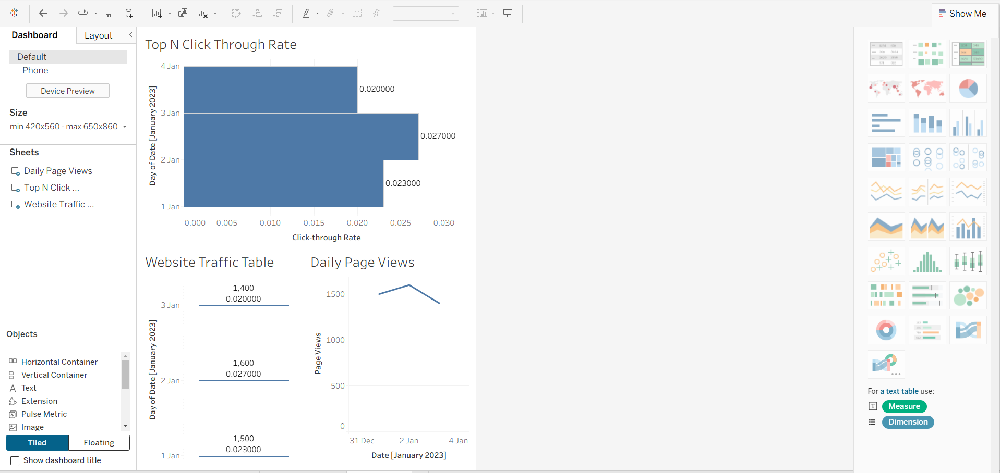 Show Me
Dashboard
Layout
Default
Phone
Device Preview
Size
min 420x560 - max 650x860
Sheets
Daily Page Views
Top N Click ...
Website Traffic ...
Objects
Horizontal Container
Vertical Container
Text
Extension
Pulse Metric
Image
Tiled
Floating
Show dashboard title
Top N Click Through Rate
Day of Date [January 2023]
4 Jan
3 Jan
2 Jan
1 Jan
0.020000
0.027000
0.023000
0.000 0.005 0.010 0.015 0.020 0.025 0.030
Click-through Rate
Website Traffic Table
Day of Date [January 2023]
3 Jan
2 Jan
1 Jan
1,400
0.020000
1,600
0.027000
1,500
0.023000
Daily Page Views
Page Views
1500
1000
500
0
31 Dec 2 Jan 4 Jan
Date [January 2023]
For a text table use:
T
Measure
Dimension